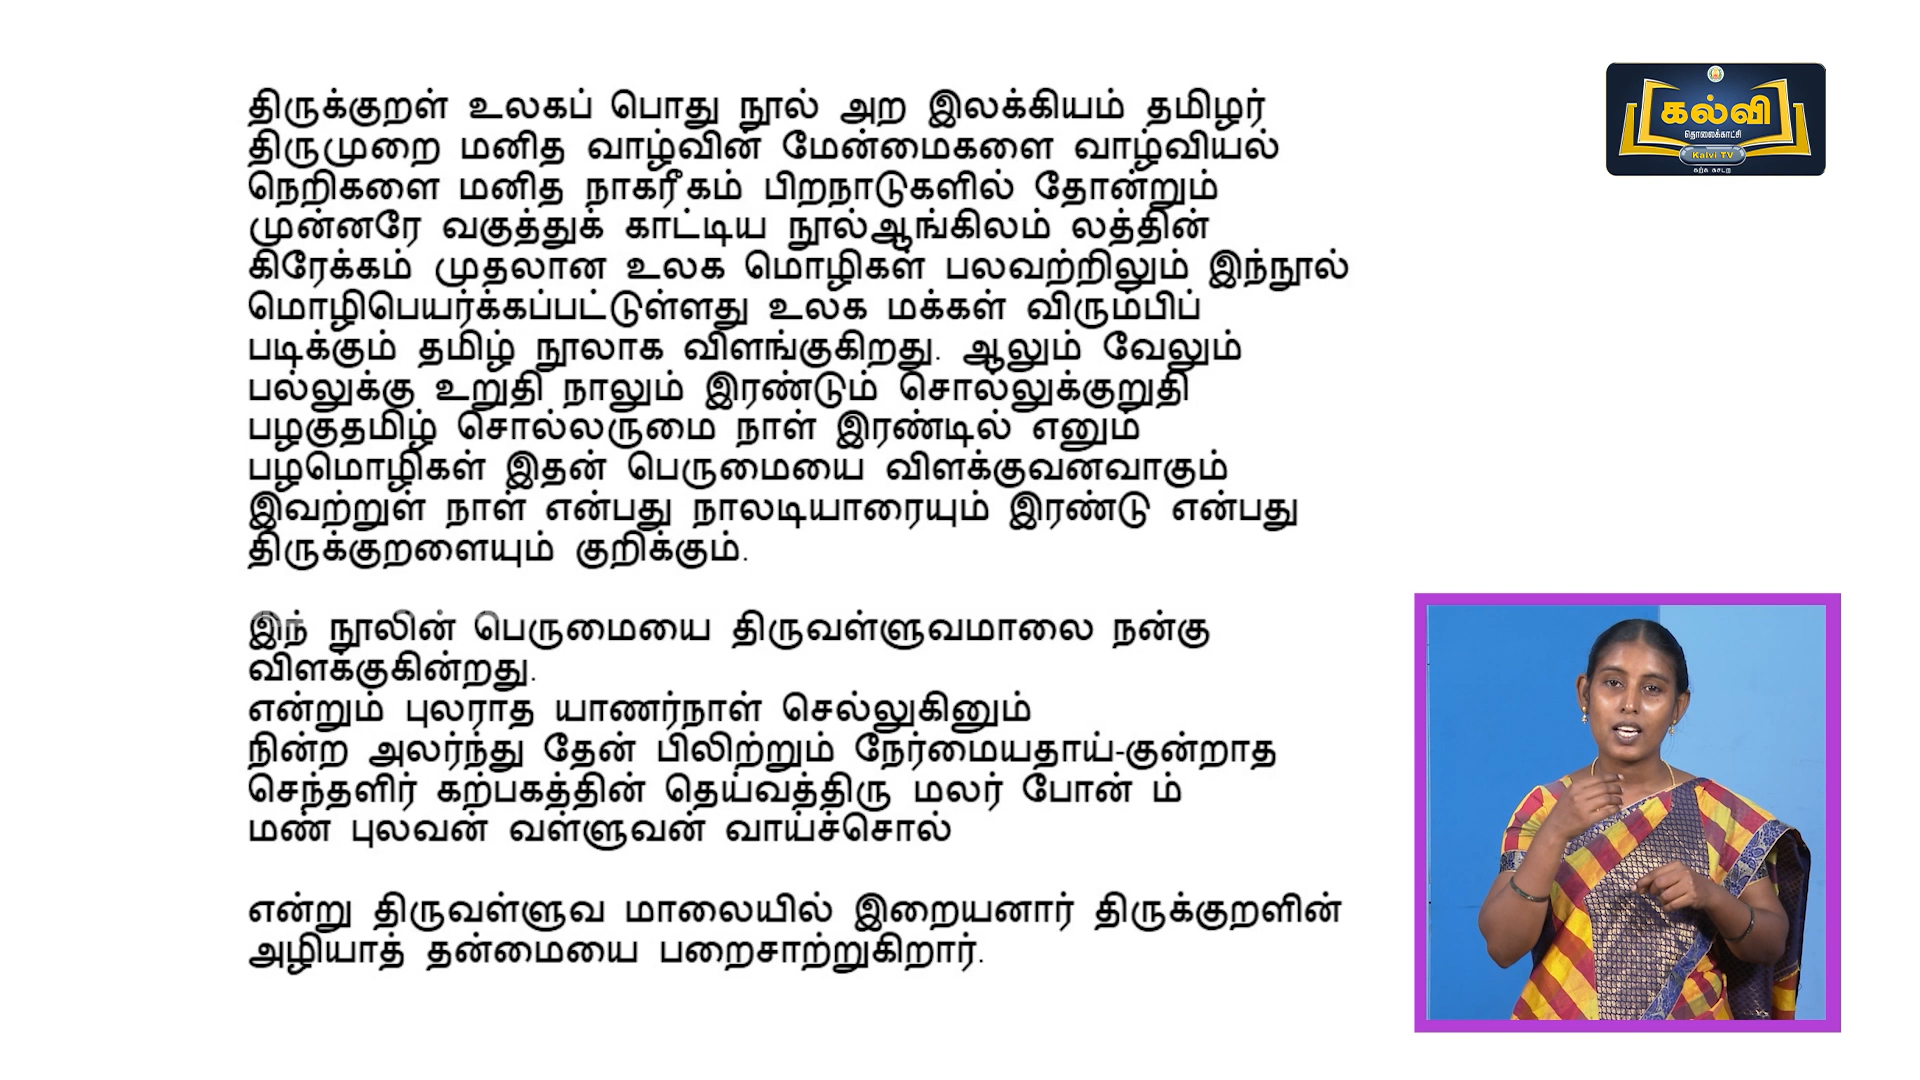 திருக்குறள் உலகப் பொது நூல் அற இலக்கியம் தமிழர்
திருமுறை மனித வாழ்வின் மேன்மைகளை வாழ்வியல்
நெறிகளை மனித நாகரீகம் பிறநாடுகளில் தோன்றும்
முன்னரே வகுத்துக் காட்டிய நூல்ஆங்கிலம் லத்தின்
கிரேக்கம் முதலான உலக மொழிகள் பலவற்றிலும் இந்நூல்
மொழிபெயர்க்கப்பட்டுள்ளது உலக மக்கள் விரும்பிப்
படிக்கும் தமிழ் நூலாக விளங்குகிறது. ஆலும் வேலும்
பல்லுக்கு உறுதி நாலும் இரண்டும் சொல்லுக்குறுதி
பழகுதமிழ் சொல்லருமை நாள் இரண்டில் எனும்
பழமொழிகள் இதன் பெருமையை விளக்குவனவாகும்
இவற்றுள் நாள் என்பது நாலடியாரையும் இரண்டு என்பது
திருக்குறளையும் குறிக்கும்.
இந் நூலின் பெருமையை திருவள்ளுவமாலை நன்கு
விளக்குகின்றது.
என்றும் புலராத யாணர்நாள் செல்லுகினும்
நின்ற அலர்ந்து தேன் பிலிற்றும் நேர்மையதாய்-குன்றாத
செந்தளிர் கற்பகத்தின் தெய்வத்திரு மலர் போன் ம்
மண் புலவன் வள்ளுவன் வாய்ச்சொல்
என்று திருவள்ளுவ மாலையில் இறையனார் திருக்குறளின்
அழியாத் தன்மையை பறைசாற்றுகிறார்.
கல்வி
தொலைக்காட்சி
Kalvi TV
கற்க கசடற